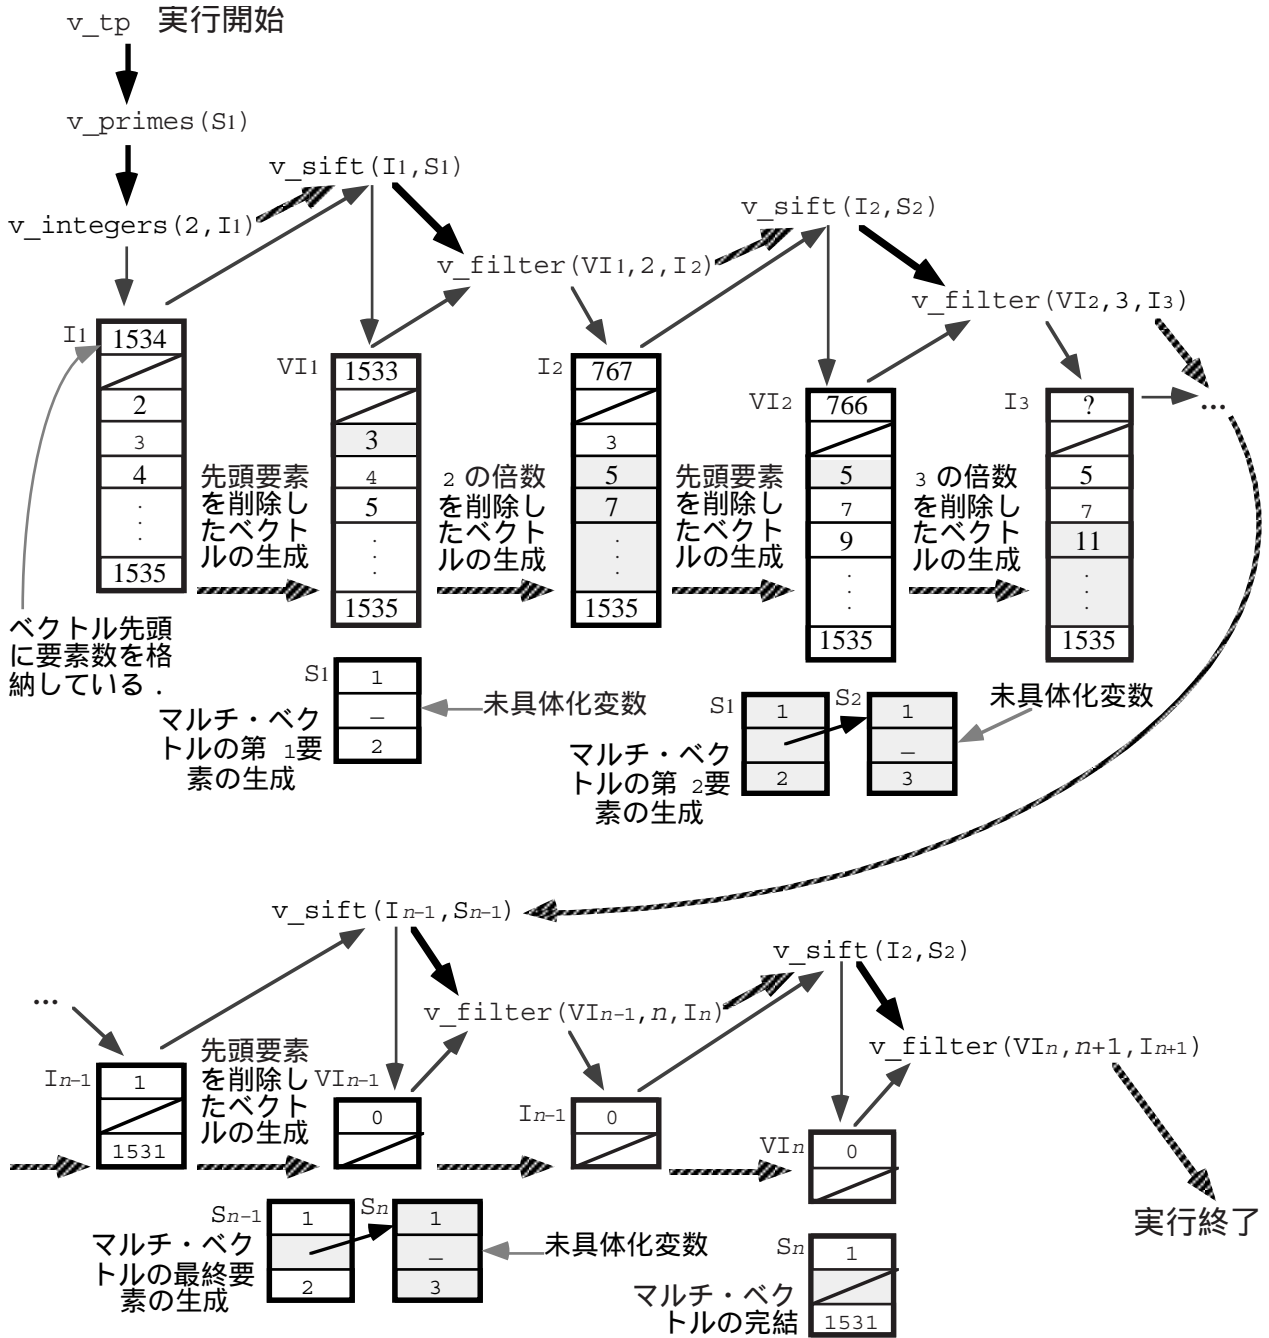 v_tp 実行開始
v_primes(S1)
v_integers(2,I1)
v_sift(I1,S1)
v_filter(VI1,2,I2)
v_sift(I2,S2)
v_filter(VI2,3,I3)
...
I1
1534
2
3
4
.
.
.
1535
ベクトル先頭
に要素数を格
納している．
先頭要素
を削除し
たベクト
ルの生成
VI1
1533
3
4
5
.
.
.
1535
2 の倍数
を削除し
たベクト
ルの生成
I2
767
3
5
7
.
.
.
1535
先頭要素
を削除し
たベクト
ルの生成
VI2
766
5
7
9
.
.
.
1535
3 の倍数
を削除し
たベクト
ルの生成
I3
?
5
7
11
.
.
.
1535
S1
1
_
2
未具体化変数
マルチ・ベク
トルの第 1要
素の生成
S1
1
2
S2
1
_
3
未具体化変数
マルチ・ベク
トルの第 2要
素の生成
v_sift(In-1,Sn-1)
v_filter(VIn-1,n,In)
v_sift(I2,S2)
v_filter(VIn,n+1,In+1)
...
In-1
1
1531
先頭要素
を削除し
たベクト
ルの生成
VIn-1
0
In-1
0
VIn
0
実行終了
Sn-1
1
2
Sn
1
_
3
未具体化変数
マルチ・ベク
トルの最終要
素の生成
Sn
1
1531
マルチ・ベク
トルの完結